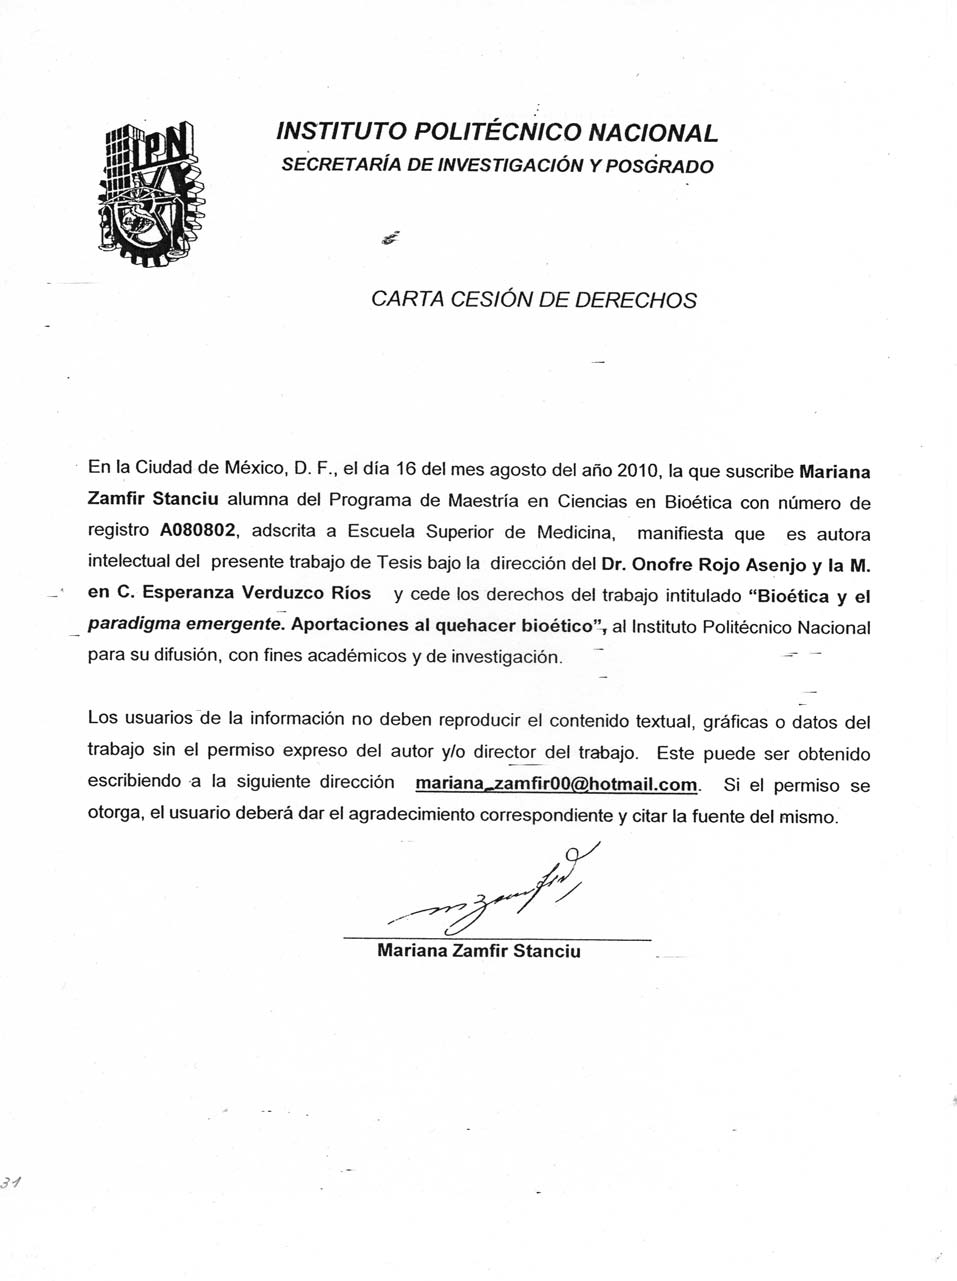 IPN
INSTITUTO POLITÉCNICO NACIONAL
SECRETARÍA DE INVESTIGACIÓN Y POSGRADO
CARTA CESIÓN DE DERECHOS
En la Ciudad de México, D. F., el día 16 del mes agosto del año 2010, la que suscribe Mariana
Zamfir Stanciu alumna del Programa de Maestría en Ciencias en Bioética con número de
registro A080802, adscrita a Escuela Superior de Medicina, manifiesta que es autora
intelectual del presente trabajo de Tesis bajo la dirección del Dr. Onofre Rojo Asenjo y la M.
en C. Esperanza Verduzco Ríos y cede los derechos del trabajo intitulado “Bioética y el
paradigma emergente. Aportaciones al quehacer bioético”, al Instituto Politécnico Nacional
para su difusión, con fines académicos y de investigación.
Los usuarios de la información no deben reproducir el contenido textual, gráficas o datos del
trabajo sin el permiso expreso del autor y/o director del trabajo. Este puede ser obtenido
escribiendo a la siguiente dirección mariana_zamfir00@hotmail.com. Si el permiso se
otorga, el usuario deberá dar el agradecimiento correspondiente y citar la fuente del mismo.
Mariana Zamfir Stanciu
31